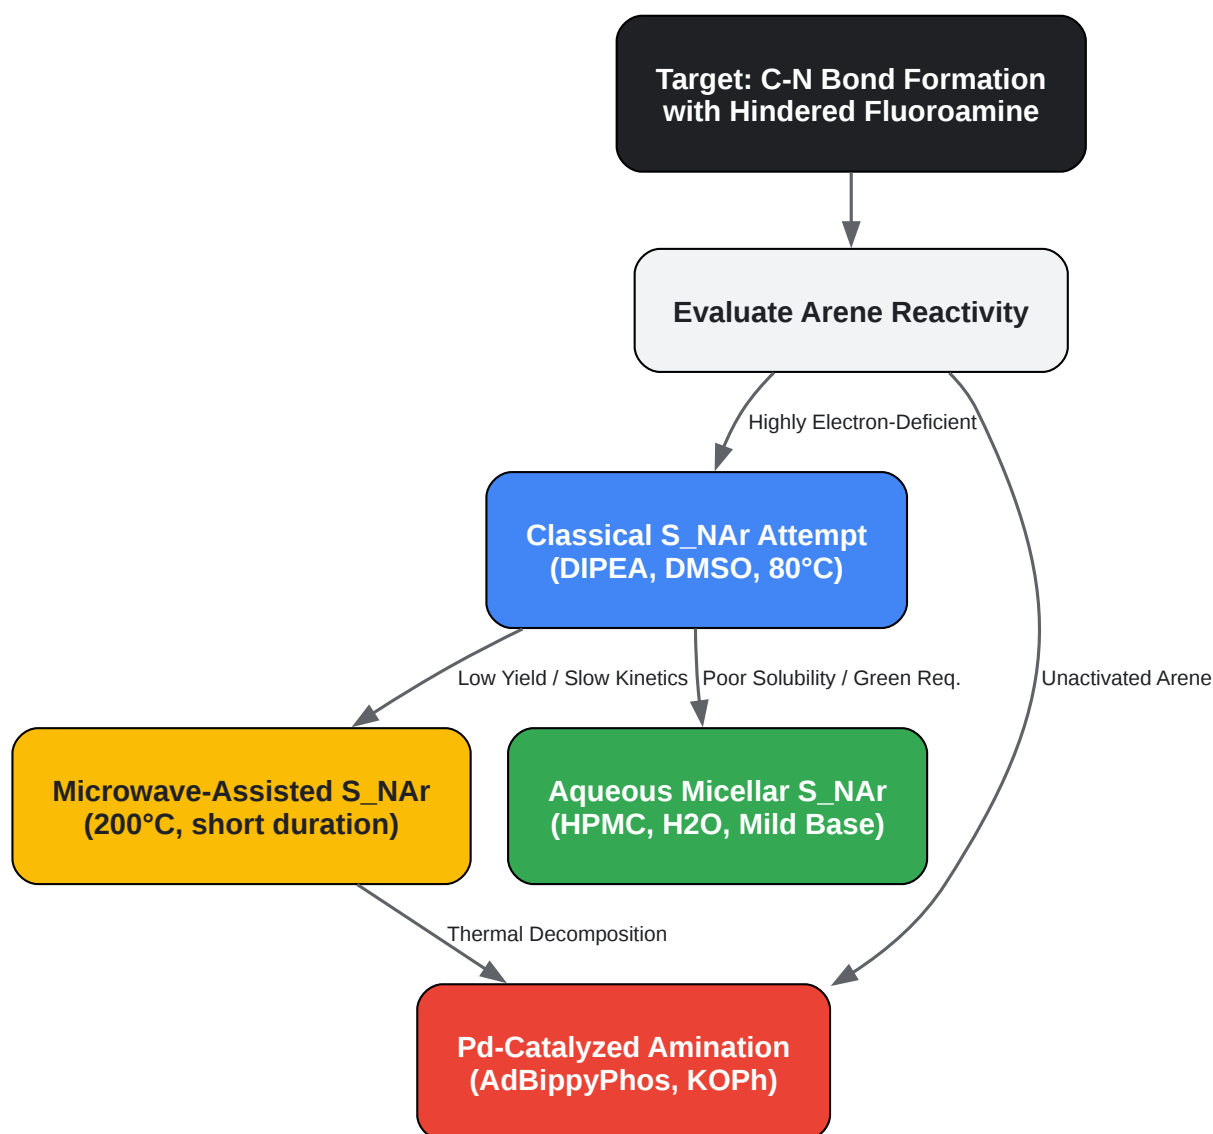 Target: C-N Bond Formation
with Hindered Fluoroamine
Evaluate Arene Reactivity
Highly Electron-Deficient
Classical S_NAr Attempt
(DIPEA, DMSO, 80°C)
Low Yield / Slow Kinetics
Poor Solubility / Green Req.
Unactivated Arene
Microwave-Assisted S_NAr
(200°C, short duration)
Aqueous Micellar S_NAr
(HPMC, H2O, Mild Base)
Thermal Decomposition
Pd-Catalyzed Amination
(AdBippyPhos, KOPh)